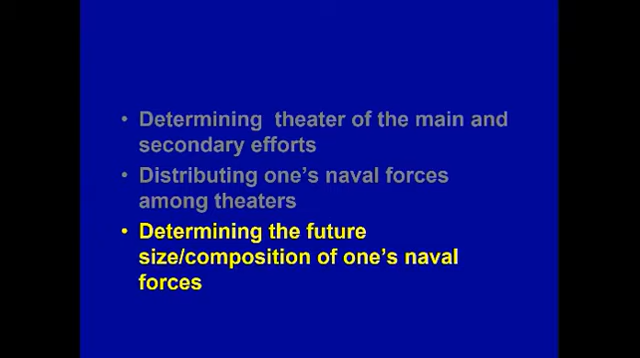 • Determining theater of the main and
secondary efforts
• Distributing one's naval forces
among theaters
• Determining the future
size/composition of one's naval
forces